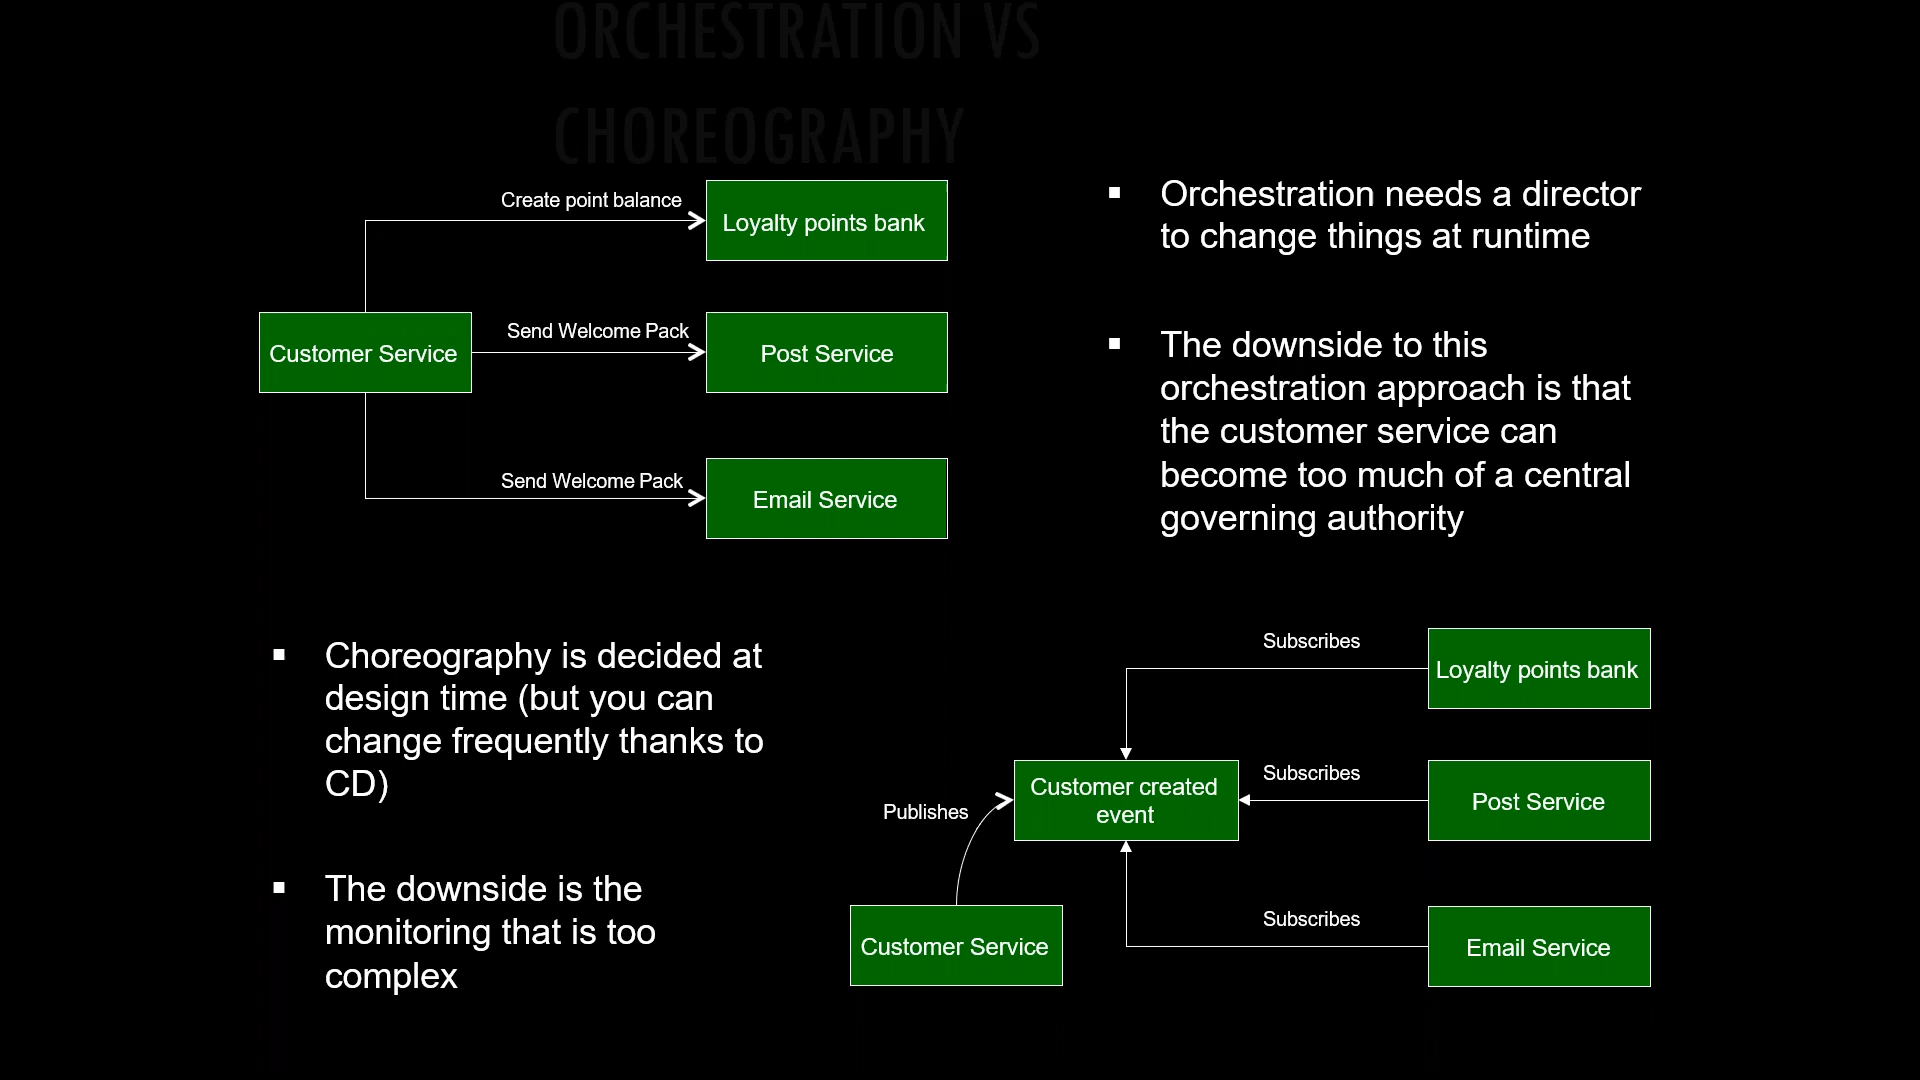 ORCHESTRATION VS
CHOREOGRAPHY
Create point balance
Loyalty points bank
Customer Service
Send Welcome Pack
Post Service
Send Welcome Pack
Email Service
▪ Orchestration needs a director
to change things at runtime
▪ The downside to this
orchestration approach is that
the customer service can
become too much of a central
governing authority
▪ Choreography is decided at
design time (but you can
change frequently thanks to
CD)
▪ The downside is the
monitoring that is too
complex
Subscribes
Loyalty points bank
Customer created
event
Subscribes
Post Service
Publishes
Customer Service
Subscribes
Email Service